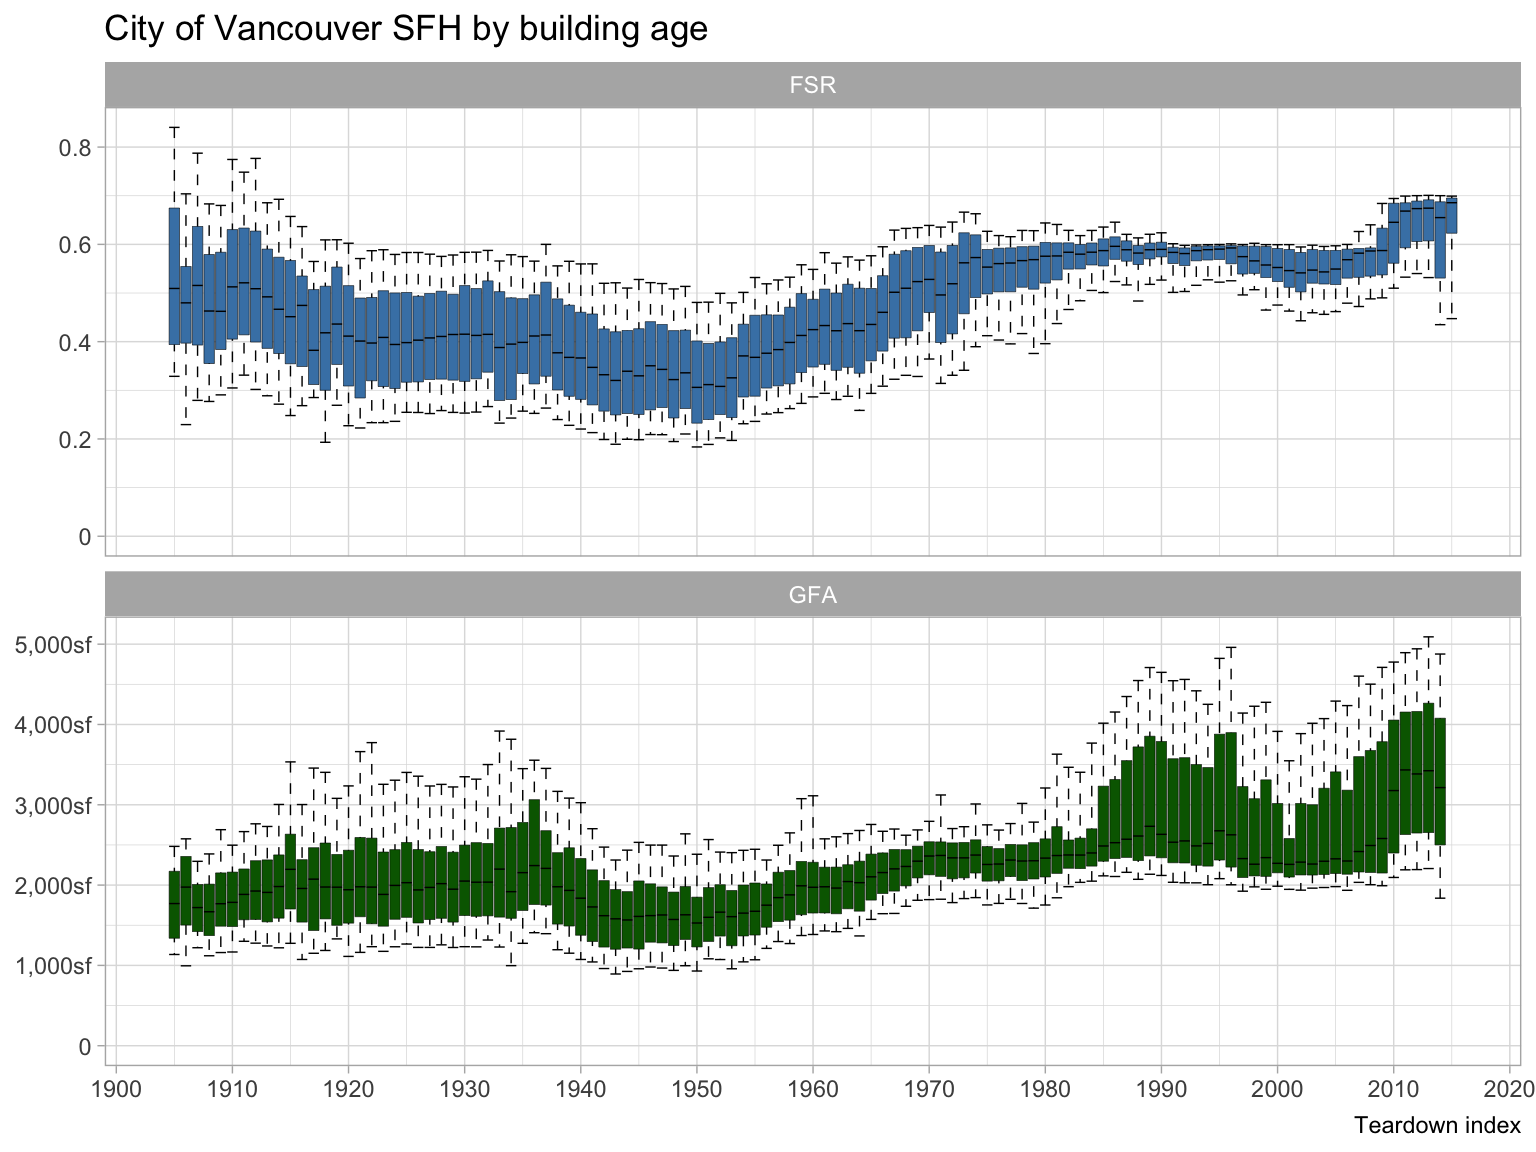 City of Vancouver SFH by building age
FSR
0.8
0.6
0.4
0.2
0
GFA
5,000sf
4,000sf
3,000sf
2,000sf
1,000sf
0
1900 1910 1920 1930 1940 1950 1960 1970 1980 1990 2000 2010 2020
Teardown index